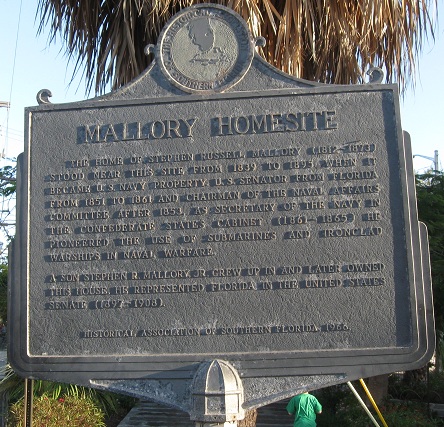 MALLORY HOMESITE
THE HOME OF STEPHEN RUSSELL MALLORY (1812-1873)
STOOD NEAR THIS SITE FROM 1839 TO 1895, WHEN IT
BECAME U.S. NAVY PROPERTY. U.S. SENATOR FROM FLORIDA
FROM 1851 TO 1861 AND CHAIRMAN OF THE NAVAL AFFAIRS
COMMITTEE AFTER 1853, AS SECRETARY OF THE NAVY IN
THE CONFEDERATE STATES CABINET (1861-1865) HE
PIONEERED THE USE OF SUBMARINES AND IRONCLAD
WARSHIPS IN NAVAL WARFARE.
A SON STEPHEN R. MALLORY JR. GREW UP IN AND LATER OWNED
THIS HOUSE. HE REPRESENTED FLORIDA IN THE UNITED STATES
SENATE (1897-1908).
HISTORICAL ASSOCIATION OF SOUTHERN FLORIDA,